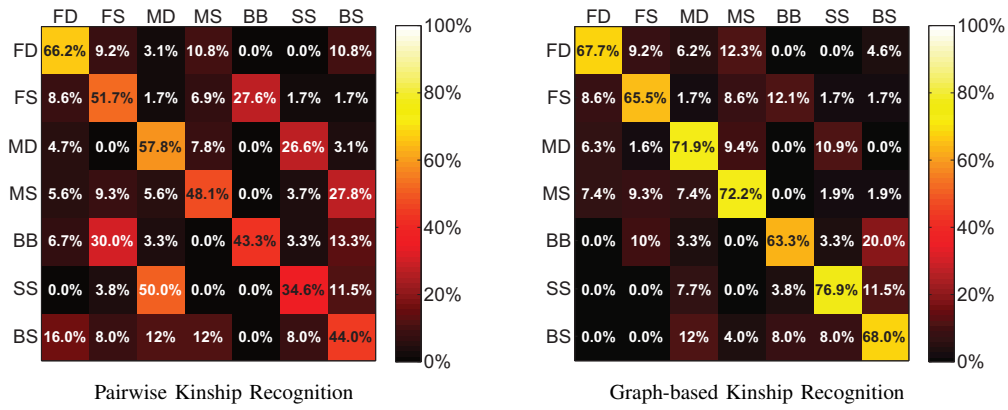 FD FS MD MS BB SS BS
FD 66.2% 9.2% 3.1% 10.8% 0.0% 0.0% 10.8%
FS 8.6% 51.7% 1.7% 6.9% 27.6% 1.7% 1.7%
MD 4.7% 0.0% 57.8% 7.8% 0.0% 26.6% 3.1%
MS 5.6% 9.3% 5.6% 48.1% 0.0% 3.7% 27.8%
BB 6.7% 30.0% 3.3% 0.0% 43.3% 3.3% 13.3%
SS 0.0% 3.8% 50.0% 0.0% 0.0% 34.6% 11.5%
BS 16.0% 8.0% 12% 12% 0.0% 8.0% 44.0%
100%
80%
60%
40%
20%
0%
Pairwise Kinship Recognition
FD FS MD MS BB SS BS
FD 67.7% 9.2% 6.2% 12.3% 0.0% 0.0% 4.6%
FS 8.6% 65.5% 1.7% 8.6% 12.1% 1.7% 1.7%
MD 6.3% 1.6% 71.9% 9.4% 0.0% 10.9% 0.0%
MS 7.4% 9.3% 7.4% 72.2% 0.0% 1.9% 1.9%
BB 0.0% 10% 3.3% 0.0% 63.3% 3.3% 20.0%
SS 0.0% 0.0% 7.7% 0.0% 3.8% 76.9% 11.5%
BS 0.0% 0.0% 12% 4.0% 8.0% 8.0% 68.0%
100%
80%
60%
40%
20%
0%
Graph-based Kinship Recognition